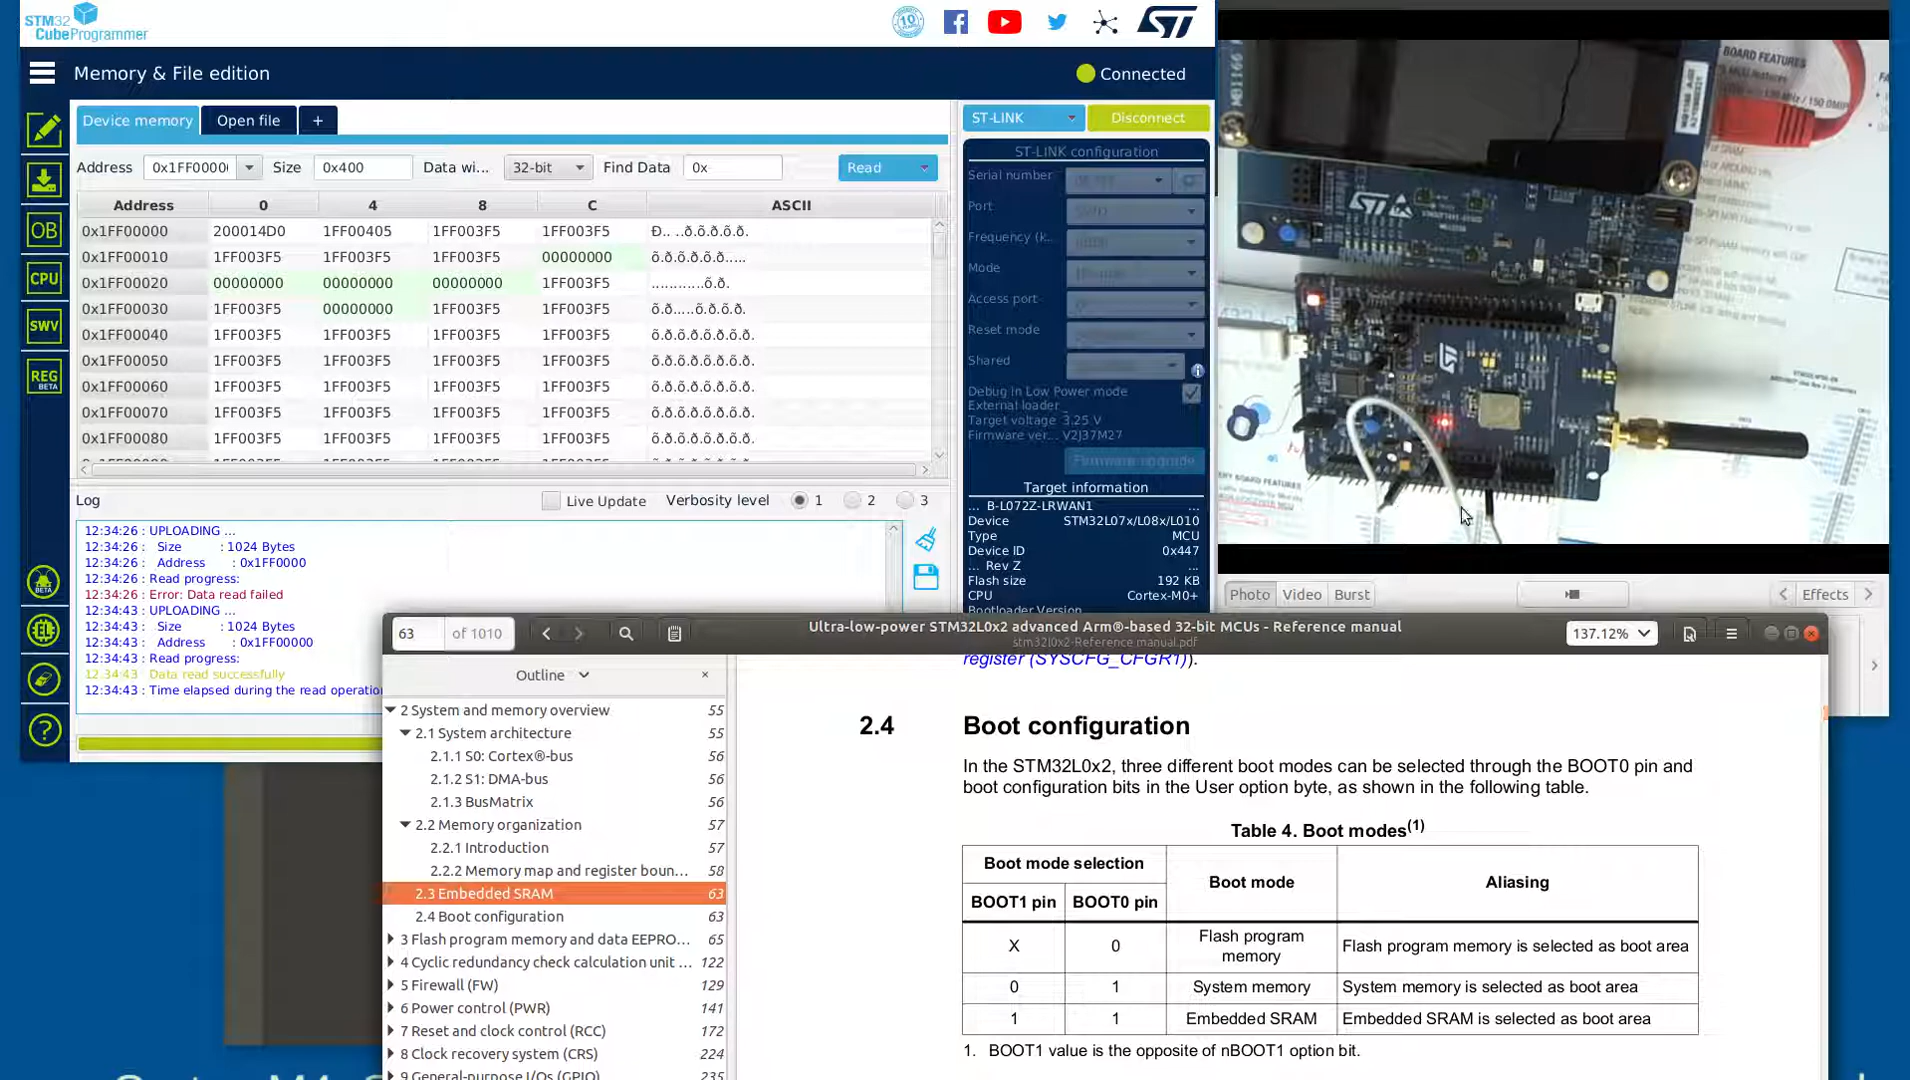 STM32
CubeProgrammer
10
ST
Memory & File edition
Connected
Device memory
Open file
+
Address 0x1FF0000 Size 0x400 Data wi... 32-bit Find Data 0x Read
Address 0 4 8 C ASCII
0x1FF00000 200014D0 1FF00405 1FF003F5 1FF003F5 Ð.. ..ð.õ.ð.õ.ð.
0x1FF00010 1FF003F5 1FF003F5 1FF003F5 00000000 õ.ð.õ.ð.õ.ð.....
0x1FF00020 00000000 00000000 00000000 1FF003F5 ............õ.ð.
0x1FF00030 1FF003F5 00000000 1FF003F5 1FF003F5 õ.ð.....õ.ð.õ.ð.
0x1FF00040 1FF003F5 1FF003F5 1FF003F5 1FF003F5 õ.ð.õ.ð.õ.ð.õ.ð.
0x1FF00050 1FF003F5 1FF003F5 1FF003F5 1FF003F5 õ.ð.õ.ð.õ.ð.õ.ð.
0x1FF00060 1FF003F5 1FF003F5 1FF003F5 1FF003F5 õ.ð.õ.ð.õ.ð.õ.ð.
0x1FF00070 1FF003F5 1FF003F5 1FF003F5 1FF003F5 õ.ð.õ.ð.õ.ð.õ.ð.
0x1FF00080 1FF003F5 1FF003F5 1FF003F5 1FF003F5 õ.ð.õ.ð.õ.ð.õ.ð.
Log Live Update Verbosity level 1 2 3
12:34:26 : UPLOADING ...
12:34:26 : Size : 1024 Bytes
12:34:26 : Address : 0x1FF0000
12:34:26 : Read progress:
12:34:26 : Error: Data read failed
12:34:43 : UPLOADING ...
12:34:43 : Size : 1024 Bytes
12:34:43 : Address : 0x1FF00000
12:34:43 : Read progress:
12:34:43 : Data read successfully
12:34:43 : Time elapsed during the read operation
OB
CPU
SWV
REG
BETA
BETA
?
ST-LINK Disconnect
ST-LINK configuration
Serial number
Port
Frequency (k...
Mode
Access port
Reset mode
Shared
Debug in Low Power mode
External loader _
Target voltage 3.25 V
Firmware ver... V2J37M27
Firmware upgrade
Target information
... B-L072Z-LRWAN1 ...
Device STM32L07x/L08x/L010
Type MCU
Device ID 0x447
... Rev Z ...
Flash size 192 KB
CPU Cortex-M0+
Bootloader Version
BOARD FEATURES
MB1166
Photo Video Burst Effects
63 of 1010
Ultra-low-power STM32L0x2 advanced Arm®-based 32-bit MCUs - Reference manual
stm32l0x2-Reference manual.pdf
137.12%
Outline ×
2 System and memory overview 55
2.1 System architecture 55
2.1.1 S0: Cortex®-bus 56
2.1.2 S1: DMA-bus 56
2.1.3 BusMatrix 56
2.2 Memory organization 57
2.2.1 Introduction 57
2.2.2 Memory map and register boun... 58
2.3 Embedded SRAM 63
2.4 Boot configuration 63
3 Flash program memory and data EEPRO... 65
4 Cyclic redundancy check calculation unit ... 122
5 Firewall (FW) 129
6 Power control (PWR) 141
7 Reset and clock control (RCC) 172
8 Clock recovery system (CRS) 224
9 General-purpose I/Os (GPIO) 235
register (SYSCFG_CFGR1)).
2.4 Boot configuration
In the STM32L0x2, three different boot modes can be selected through the BOOT0 pin and
boot configuration bits in the User option byte, as shown in the following table.
Table 4. Boot modes(1)
Boot mode selection Boot mode Aliasing
BOOT1 pin BOOT0 pin
X 0 Flash program memory Flash program memory is selected as boot area
0 1 System memory System memory is selected as boot area
1 1 Embedded SRAM Embedded SRAM is selected as boot area
1. BOOT1 value is the opposite of nBOOT1 option bit.